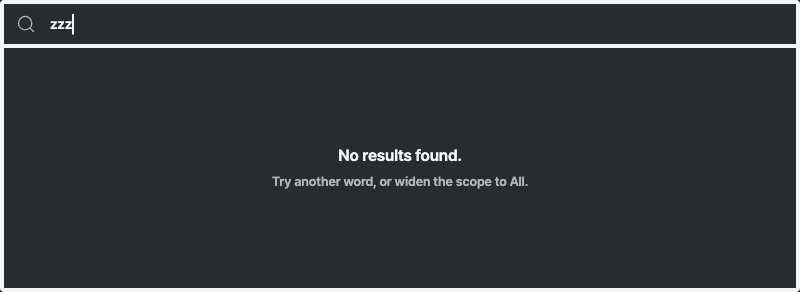 zzz
No results found.
Try another word, or widen the scope to All.